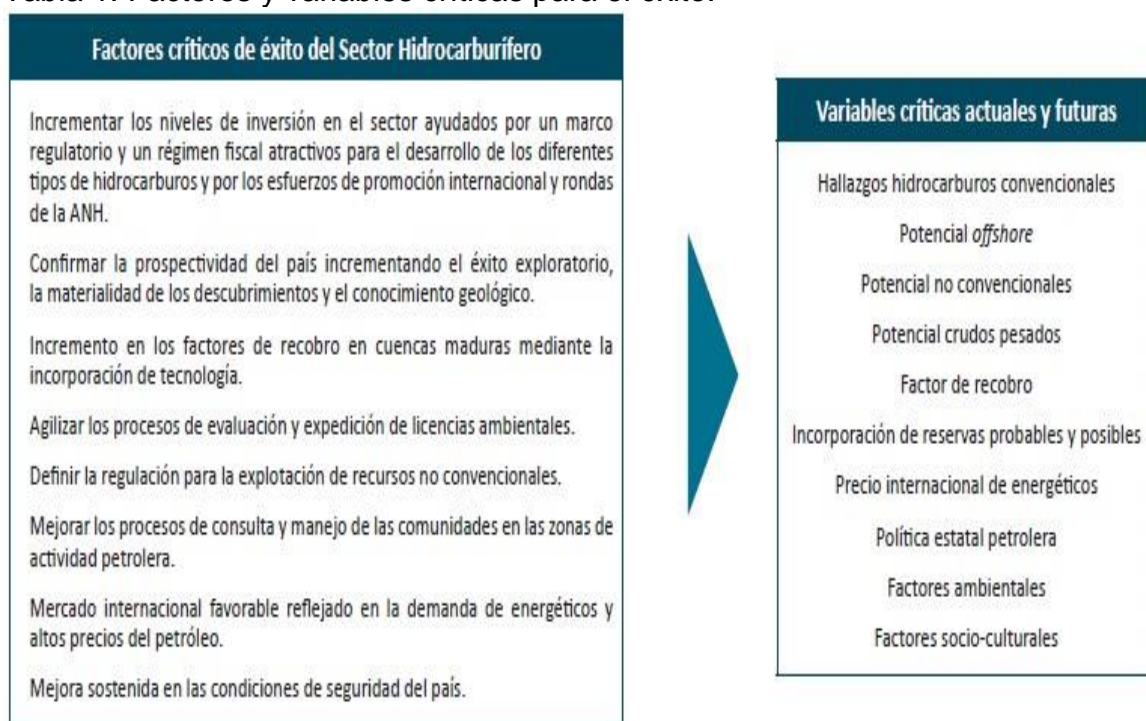 Tabla 1. Factores y variables críticas para el éxito.
Factores críticos de éxito del Sector Hidrocarburífero
Incrementar los niveles de inversión en el sector ayudados por un marco
regulatorio y un régimen fiscal atractivos para el desarrollo de los diferentes
tipos de hidrocarburos y por los esfuerzos de promoción internacional y rondas
de la ANH.
Confirmar la prospectividad del país incrementando el éxito exploratorio,
la materialidad de los descubrimientos y el conocimiento geológico.
Incremento en los factores de recobro en cuencas maduras mediante la
incorporación de tecnología.
Agilizar los procesos de evaluación y expedición de licencias ambientales.
Definir la regulación para la explotación de recursos no convencionales.
Mejorar los procesos de consulta y manejo de las comunidades en las zonas de
actividad petrolera.
Mercado internacional favorable reflejado en la demanda de energéticos y
altos precios del petróleo.
Mejora sostenida en las condiciones de seguridad del país.
Variables críticas actuales y futuras
Hallazgos hidrocarburos convencionales
Potencial offshore
Potencial no convencionales
Potencial crudos pesados
Factor de recobro
Incorporación de reservas probables y posibles
Precio internacional de energéticos
Política estatal petrolera
Factores ambientales
Factores socio-culturales